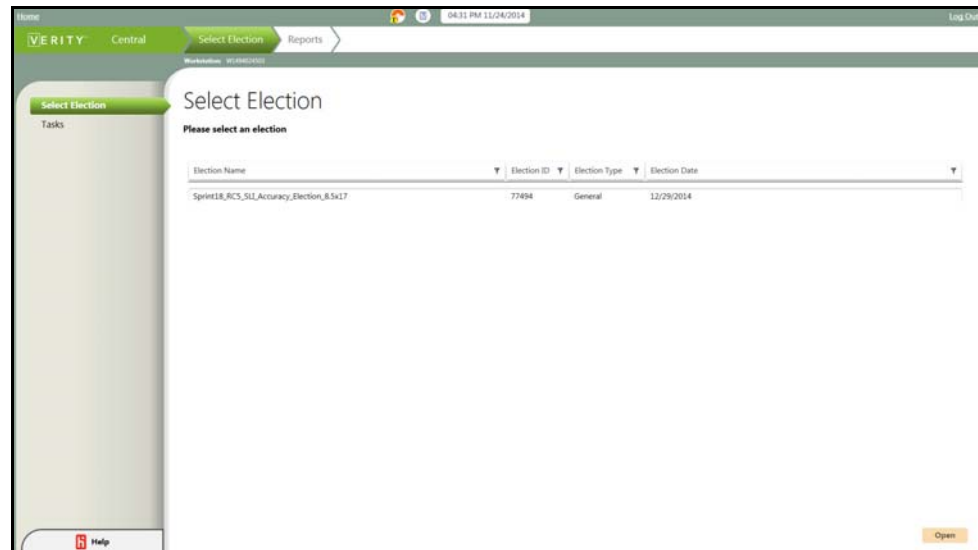 Home 04:31 PM 11/24/2014 Log Out
VERITY Central Select Election Reports
Select Election
Tasks
Select Election
Please select an election
Election Name Election ID Election Type Election Date
Sprint18_RC5_SLI_Accuracy_Election_8.5x17 77494 General 12/29/2014
Help
Open